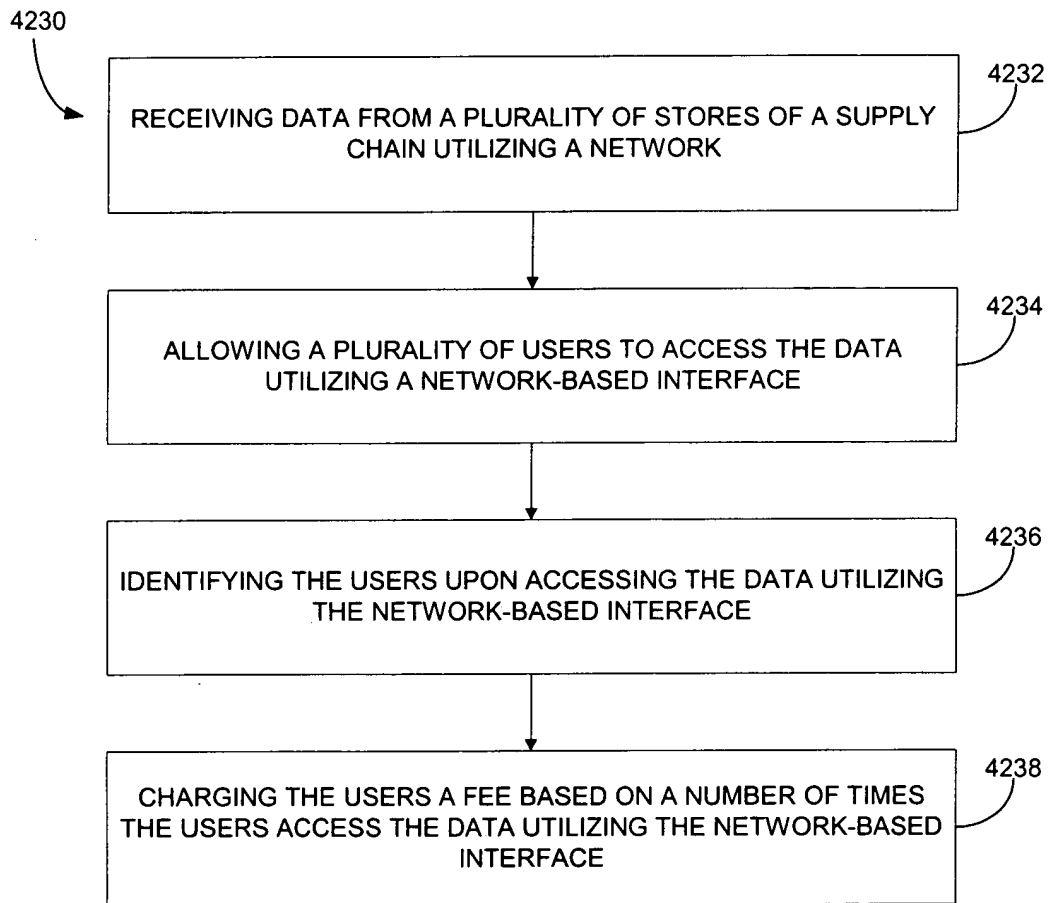 4230
4232
RECEIVING DATA FROM A PLURALITY OF STORES OF A SUPPLY
CHAIN UTILIZING A NETWORK
4234
ALLOWING A PLURALITY OF USERS TO ACCESS THE DATA
UTILIZING A NETWORK-BASED INTERFACE
4236
IDENTIFYING THE USERS UPON ACCESSING THE DATA UTILIZING
THE NETWORK-BASED INTERFACE
4238
CHARGING THE USERS A FEE BASED ON A NUMBER OF TIMES
THE USERS ACCESS THE DATA UTILIZING THE NETWORK-BASED
INTERFACE